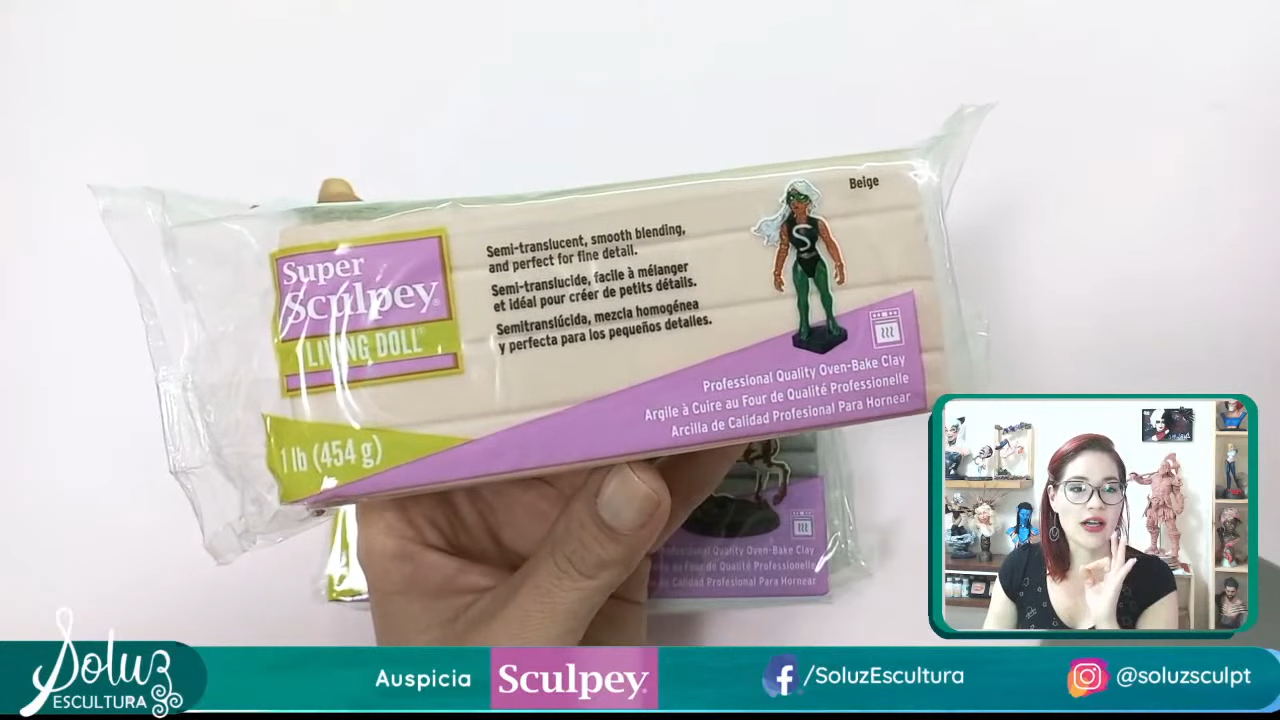 Beige
Super
Sculpey®
LIVING DOLL®
Semi-translucent, smooth blending,
and perfect for fine detail.
Semi-translucide, facile à mélanger
et idéal pour créer de petits détails.
Semitranslúcida, mezcla homogénea
y perfecta para los pequeños detalles.
S
Professional Quality Oven-Bake Clay
Argile à Cuire au Four de Qualité Professionelle
Arcilla de Calidad Profesional Para Hornear
1 lb (454 g)
Professional Quality Oven-Bake Clay
au Four de Qualité Professionelle
de Calidad Profesional Para Hornear
Soluz
ESCULTURA
Auspicia
Sculpey®
/SoluzEscultura
@soluzsculpt